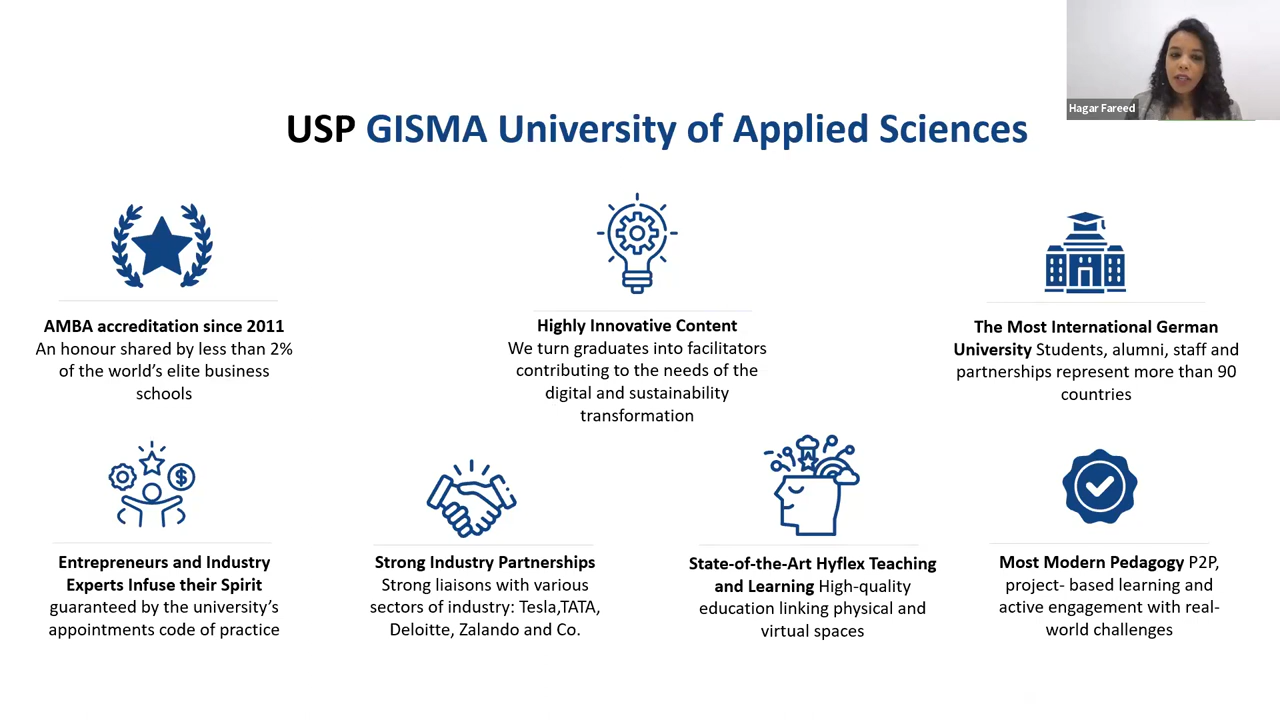 Hagar Fareed
USP GISMA University of Applied Sciences
AMBA accreditation since 2011
An honour shared by less than 2%
of the world's elite business
schools
Highly Innovative Content
We turn graduates into facilitators
contributing to the needs of the
digital and sustainability
transformation
The Most International German
University Students, alumni, staff and
partnerships represent more than 90
countries
Entrepreneurs and Industry
Experts Infuse their Spirit
guaranteed by the university's
appointments code of practice
Strong Industry Partnerships
Strong liaisons with various
sectors of industry: Tesla,TATA,
Deloitte, Zalando and Co.
State-of-the-Art Hyflex Teaching
and Learning High-quality
education linking physical and
virtual spaces
Most Modern Pedagogy P2P,
project- based learning and
active engagement with real-
world challenges